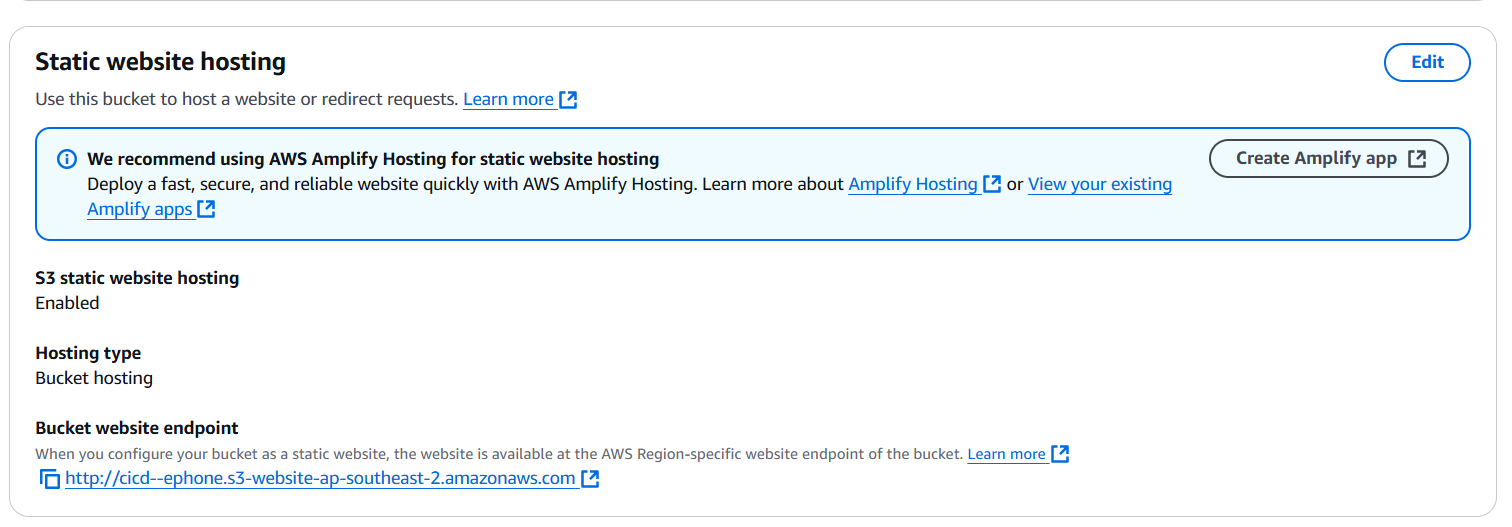 Static website hosting
Edit
Use this bucket to host a website or redirect requests. Learn more
We recommend using AWS Amplify Hosting for static website hosting
Create Amplify app
Deploy a fast, secure, and reliable website quickly with AWS Amplify Hosting. Learn more about Amplify Hosting or View your existing
Amplify apps
S3 static website hosting
Enabled
Hosting type
Bucket hosting
Bucket website endpoint
When you configure your bucket as a static website, the website is available at the AWS Region-specific website endpoint of the bucket. Learn more
http://cicd--ephone.s3-website-ap-southeast-2.amazonaws.com